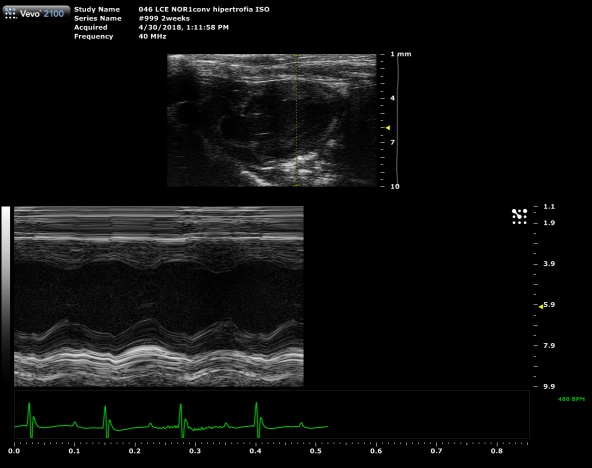 Vevo 2100
Study Name 046 LCE NOR1conv hipertrofia ISO
Series Name #999 2weeks
Acquired 4/30/2018, 1:11:58 PM
Frequency 40 MHz
1 mm
4
7
10
1.1
1.9
3.9
5.9
7.9
9.9
460 BPM
0.0 0.1 0.2 0.3 0.4 0.5 0.6 0.7 0.8